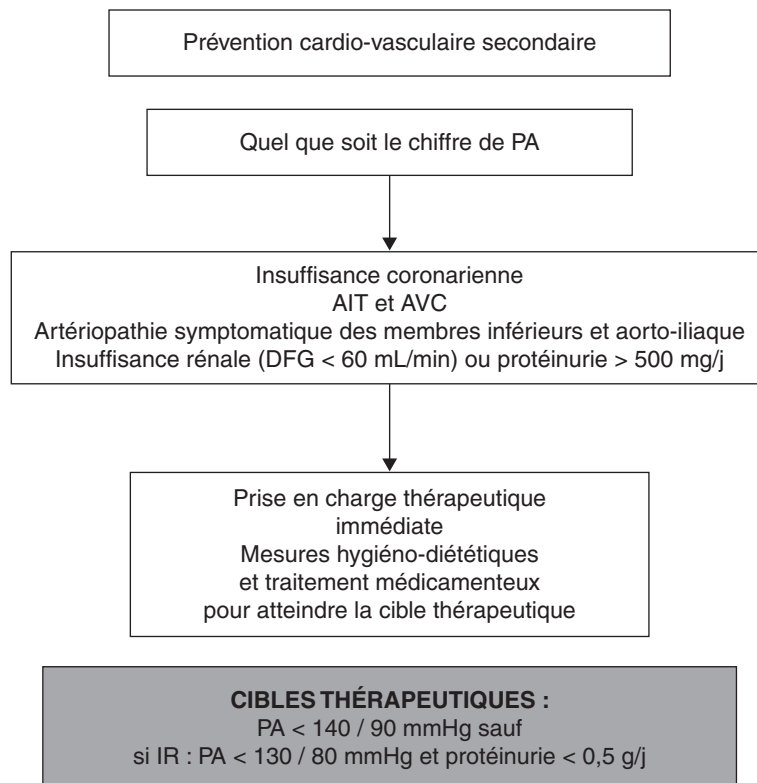 Prévention cardio-vasculaire secondaire
Quel que soit le chiffre de PA
Insuffisance coronarienne
AIT et AVC
Artériopathie symptomatique des membres inférieurs et aorto-iliaque
Insuffisance rénale (DFG < 60 mL/min) ou protéinurie > 500 mg/j
Prise en charge thérapeutique
immédiate
Mesures hygiéno-diététiques
et traitement médicamenteux
pour atteindre la cible thérapeutique
CIBLES THÉRAPEUTIQUES :
PA < 140 / 90 mmHg sauf
si IR : PA < 130 / 80 mmHg et protéinurie < 0,5 g/j